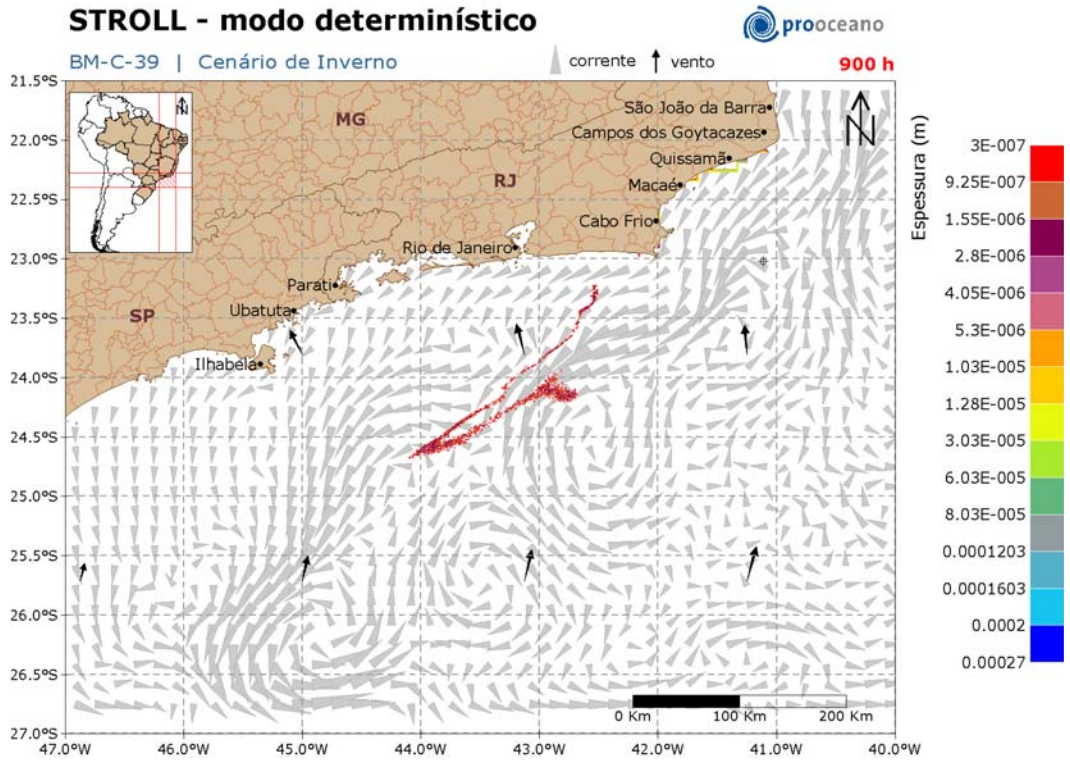 STROLL - modo determinístico
prooceano
BM-C-39 | Cenário de Inverno
corrente
vento
900 h
21.5°S
22.0°S
22.5°S
23.0°S
23.5°S
24.0°S
24.5°S
25.0°S
25.5°S
26.0°S
26.5°S
27.0°S
N
MG
RJ
SP
São João da Barra
Campos dos Goytacazes
Quissamã
Macaé
Cabo Frio
Rio de Janeiro
Parati
Ubatuta
Ilhabela
N
0 Km
100 Km
200 Km
47.0°W
46.0°W
45.0°W
44.0°W
43.0°W
42.0°W
41.0°W
40.0°W
Espessura (m)
3E-007
9.25E-007
1.55E-006
2.8E-006
4.05E-006
5.3E-006
1.03E-005
1.28E-005
3.03E-005
6.03E-005
8.03E-005
0.0001203
0.0001603
0.0002
0.00027